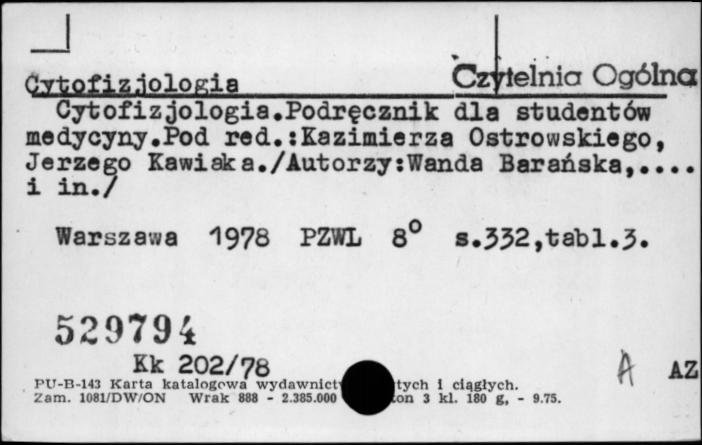 Cytofizjologia Czytelnia Ogólna
Cytofizjologia.Podręcznik dla studentów
medycyny.Pod red.:Kazimierza Ostrowskiego,
Jerzego Kawiaka./Autorzy:Wanda Barańska,....
i in./
Warszawa 1978 PZWL 8° s.332,tabl.3.
529794
Kk 202/78
A AZ
PU-B-143 Karta katalogowa wydawnict tych i ciągłych.
Zam. 1081/DW/ON Wrak 888 - 2.385.000 on 3 kl. 180 g, - 9.75.